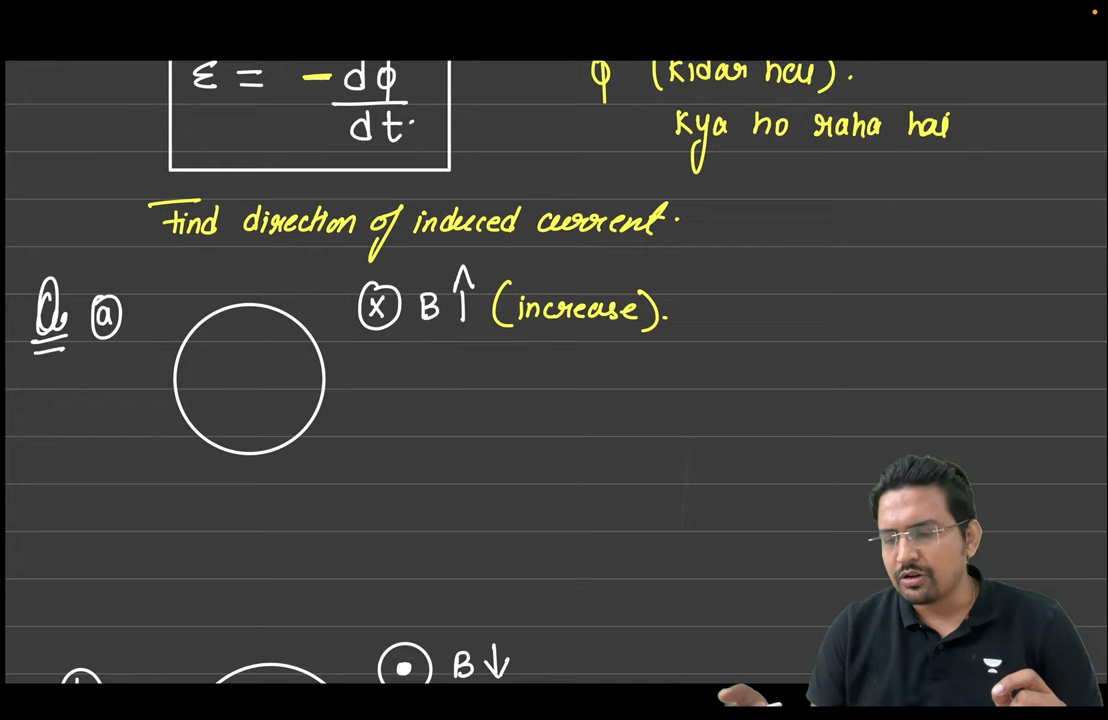 ε = - dφ/dt.
φ (kidar hai).
kya ho raha hai
Find direction of induced current.
Q a
x B ↑ (increase).
B ↓